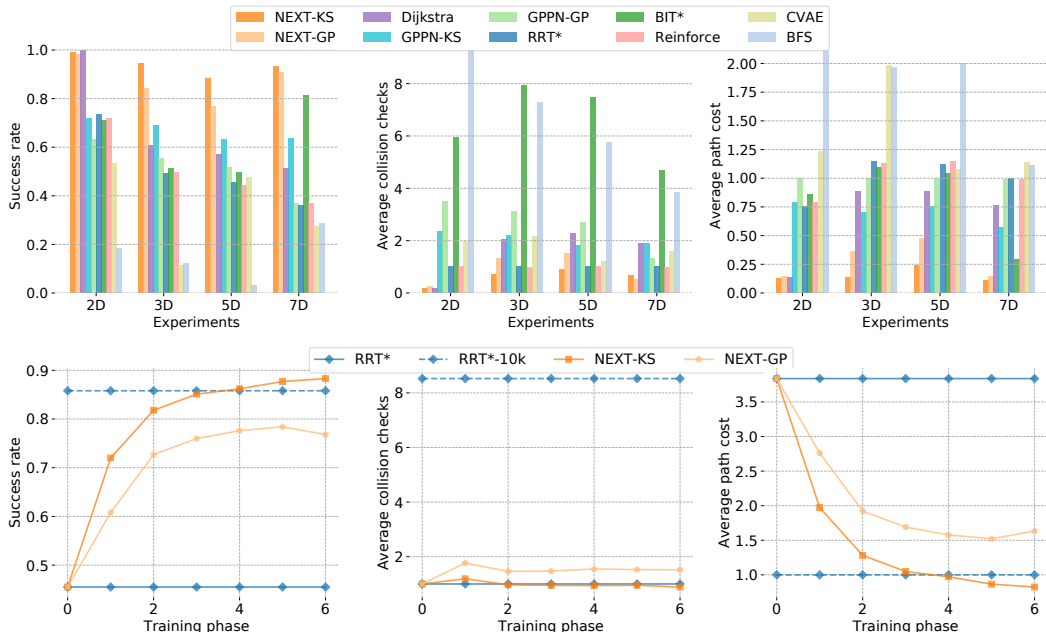 NEXT-KS Dijkstra GPPN-GP BIT* CVAE
NEXT-GP GPPN-KS RRT* Reinforce BFS
Success rate
1.0
0.8
0.6
0.4
0.2
0.0
2D 3D 5D 7D
Experiments
Average collision checks
8
6
4
2
0
2D 3D 5D 7D
Experiments
Average path cost
2.00
1.75
1.50
1.25
1.00
0.75
0.50
0.25
0.00
2D 3D 5D 7D
Experiments
RRT* RRT*-10k NEXT-KS NEXT-GP
Success rate
0.9
0.8
0.7
0.6
0.5
0 2 4 6
Training phase
Average collision checks
8
6
4
2
0 2 4 6
Training phase
Average path cost
3.5
3.0
2.5
2.0
1.5
1.0
0 2 4 6
Training phase